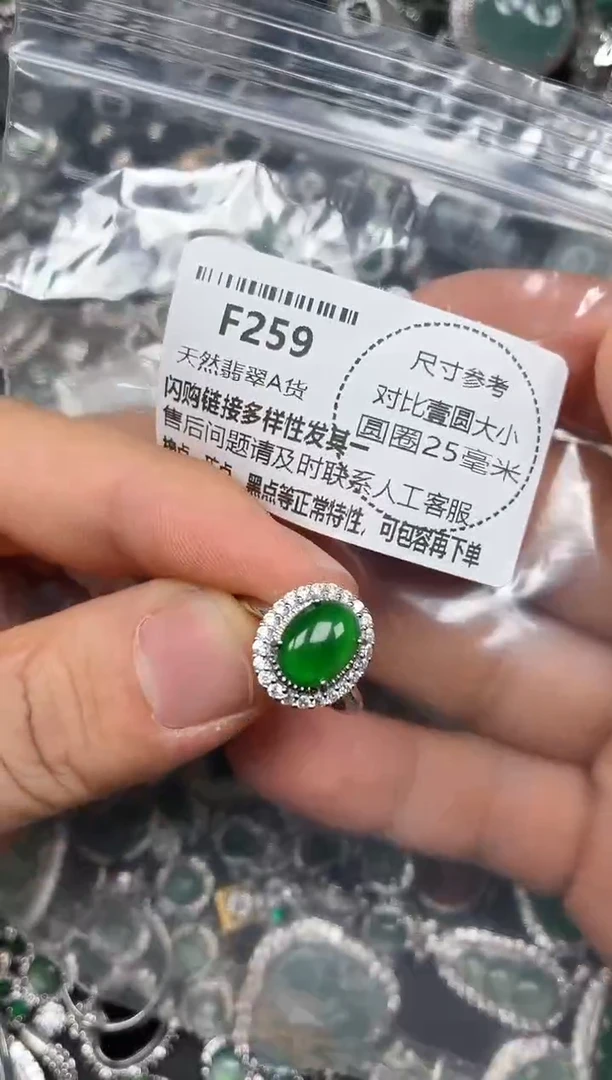 F259
天然翡翠A货
闪购链接多样性发其一
售后问题请及时联系人工客服
黑点等正常特性，可包容再下单
尺寸参考
对比壹圆大小
圆圈25毫米